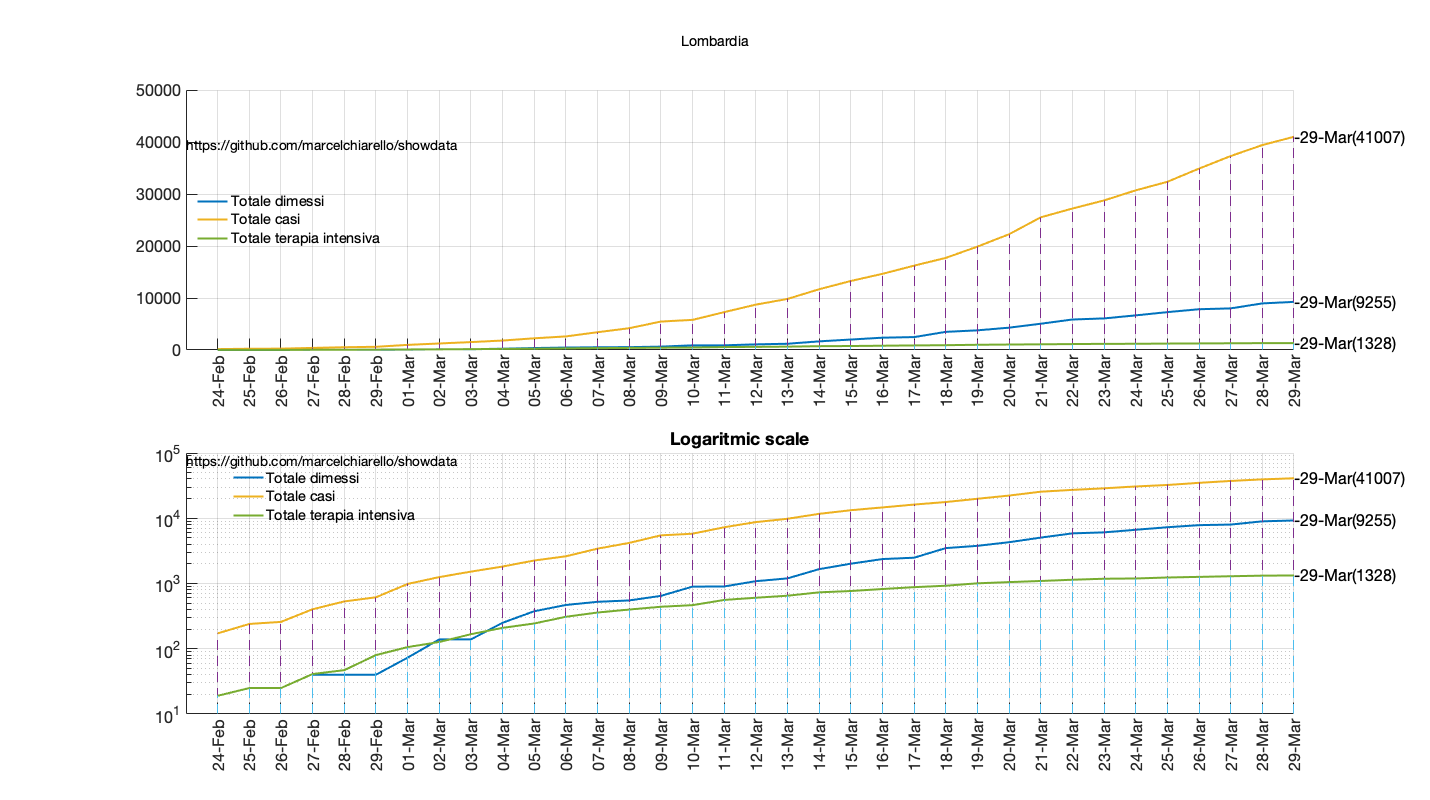 Lombardia
50000
40000
30000
20000
10000
0
https://github.com/marcelchiarello/showdata
Totale dimessi
Totale casi
Totale terapia intensiva
-29-Mar(41007)
-29-Mar(9255)
-29-Mar(1328)
24-Feb
25-Feb
26-Feb
27-Feb
28-Feb
29-Feb
01-Mar
02-Mar
03-Mar
04-Mar
05-Mar
06-Mar
07-Mar
08-Mar
09-Mar
10-Mar
11-Mar
12-Mar
13-Mar
14-Mar
15-Mar
16-Mar
17-Mar
18-Mar
19-Mar
20-Mar
21-Mar
22-Mar
23-Mar
24-Mar
25-Mar
26-Mar
27-Mar
28-Mar
29-Mar
Logaritmic scale
10^5
10^4
10^3
10^2
10^1
https://github.com/marcelchiarello/showdata
Totale dimessi
Totale casi
Totale terapia intensiva
-29-Mar(41007)
-29-Mar(9255)
-29-Mar(1328)
24-Feb
25-Feb
26-Feb
27-Feb
28-Feb
29-Feb
01-Mar
02-Mar
03-Mar
04-Mar
05-Mar
06-Mar
07-Mar
08-Mar
09-Mar
10-Mar
11-Mar
12-Mar
13-Mar
14-Mar
15-Mar
16-Mar
17-Mar
18-Mar
19-Mar
20-Mar
21-Mar
22-Mar
23-Mar
24-Mar
25-Mar
26-Mar
27-Mar
28-Mar
29-Mar